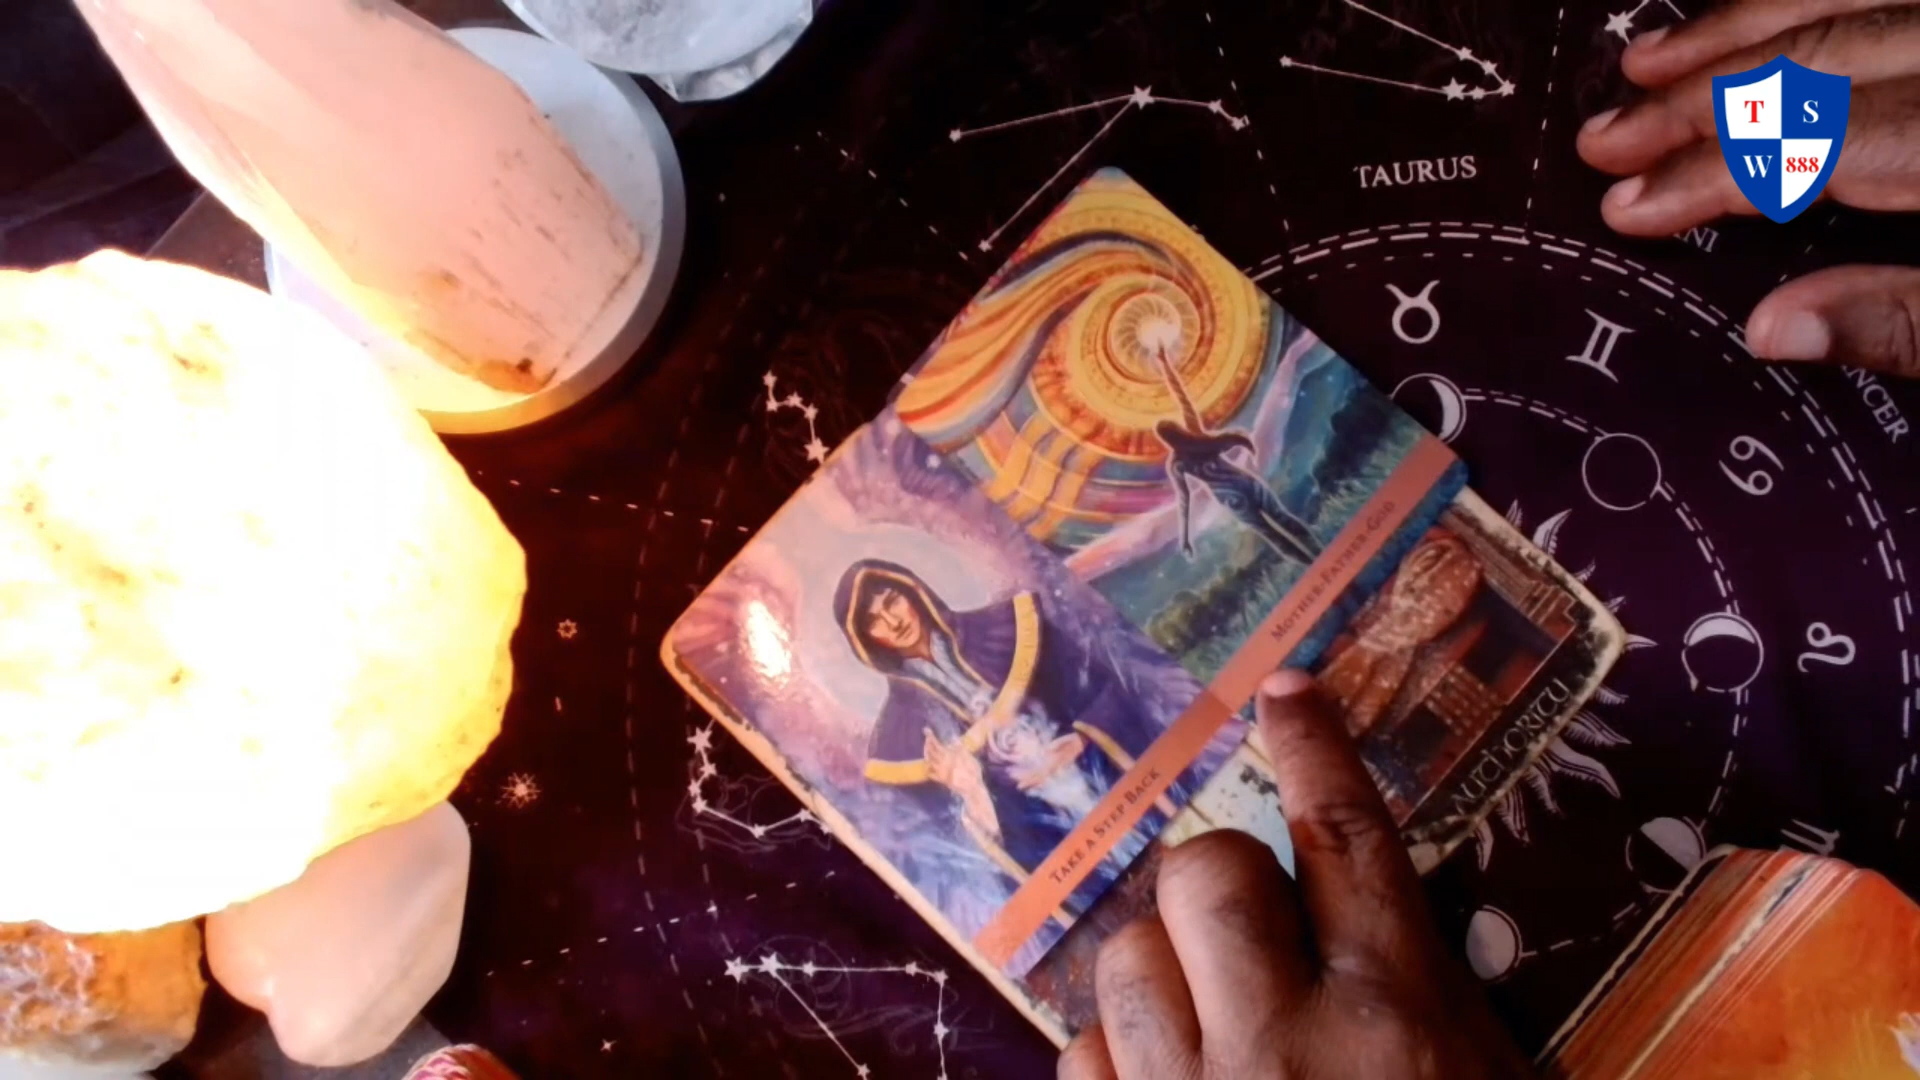 T S
W 888
TAURUS
MOTHER-FATHER-GOD
TAKE A STEP BACK
AUTHORITY